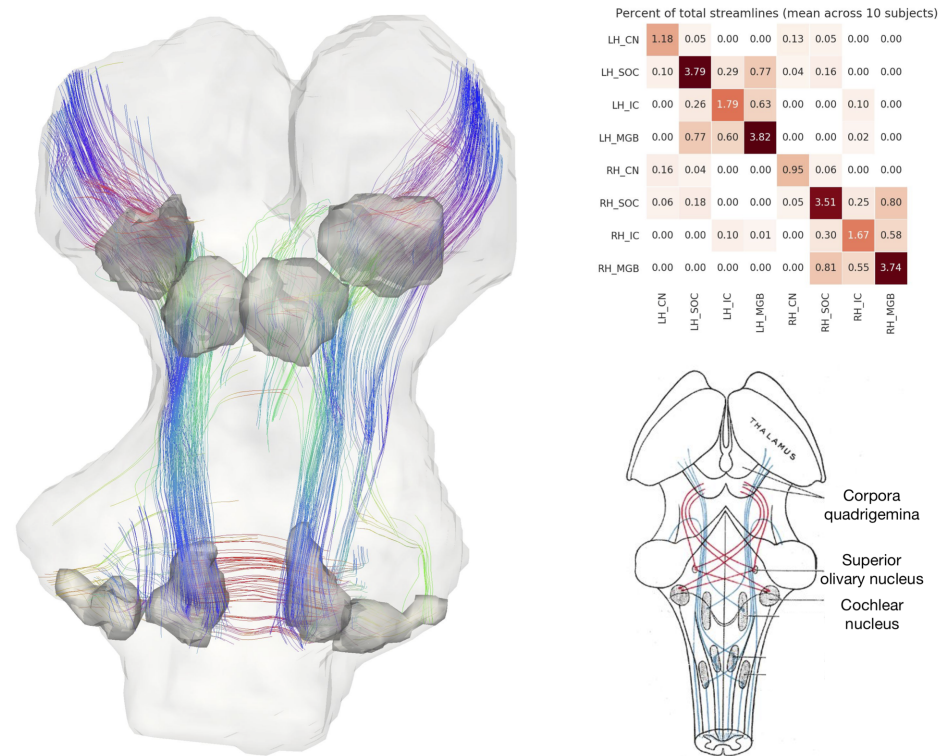 Percent of total streamlines (mean across 10 subjects)
LH_CN 1.18 0.05 0.00 0.00 0.13 0.05 0.00 0.00
LH_SOC 0.10 3.79 0.29 0.77 0.04 0.16 0.00 0.00
LH_IC 0.00 0.26 1.79 0.63 0.00 0.00 0.10 0.00
LH_MGB 0.00 0.77 0.60 3.82 0.00 0.02 0.00 0.00
RH_CN 0.16 0.04 0.00 0.00 0.95 0.06 0.00 0.00
RH_SOC 0.06 0.18 0.00 0.00 0.05 3.51 0.25 0.80
RH_IC 0.00 0.00 0.10 0.01 0.00 0.30 1.67 0.58
RH_MGB 0.00 0.00 0.00 0.00 0.00 0.81 0.55 3.74
LH_CN LH_SOC LH_IC LH_MGB RH_CN RH_SOC RH_IC RH_MGB
THALAMUS
Corpora
quadrigemina
Superior
olivary nucleus
Cochlear
nucleus